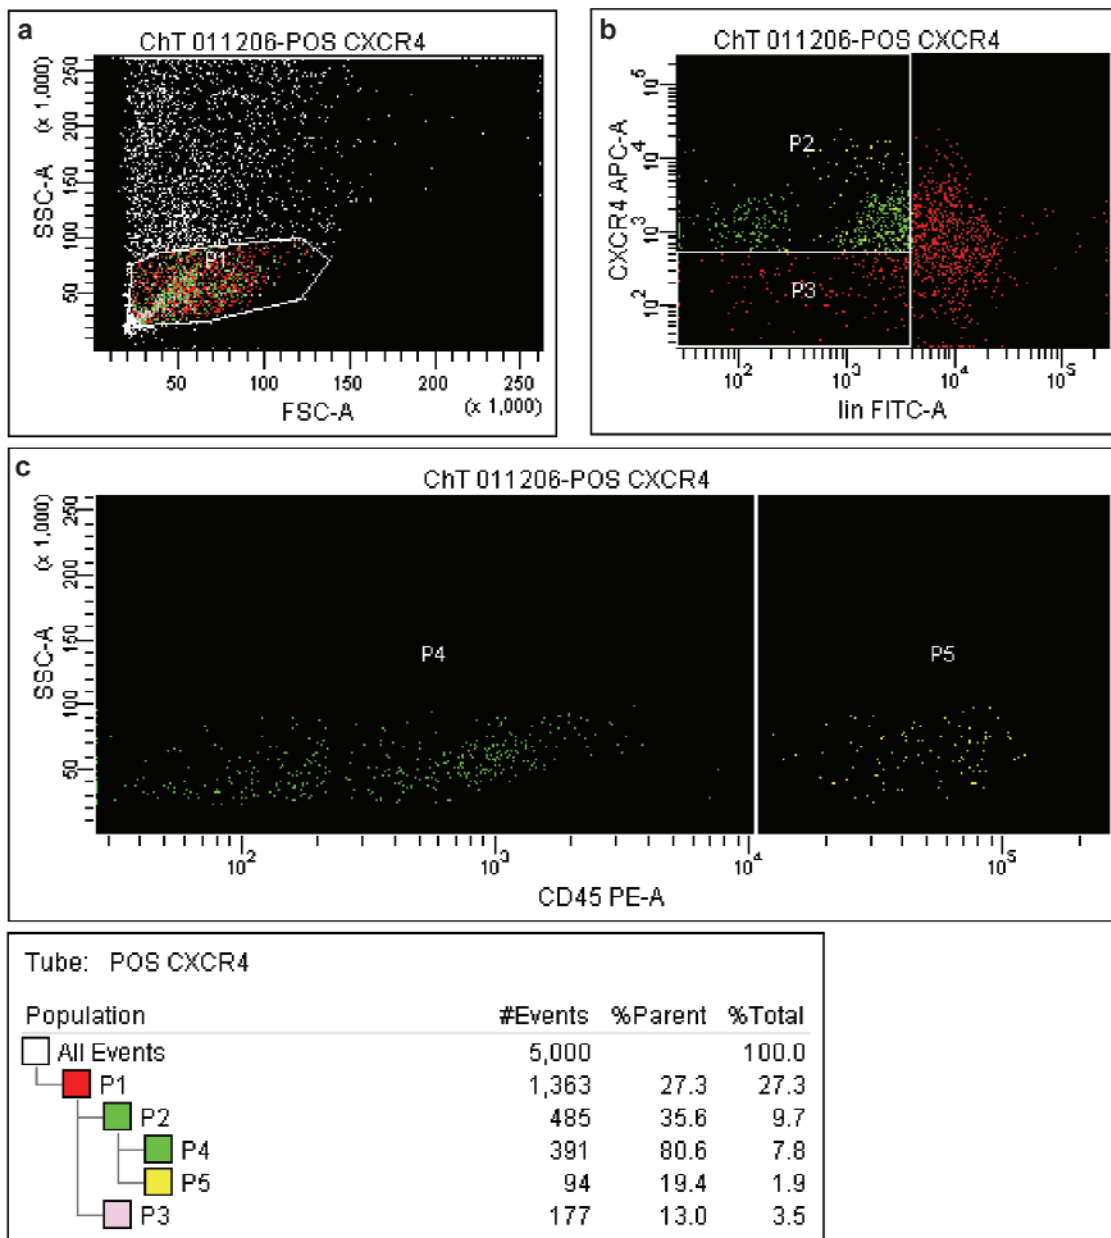 a
ChT 011206-POS CXCR4
SSC-A
(x 1,000)
50 100 150 200 250
P1
50 100 150 200 250
(x 1,000)
FSC-A
b
ChT 011206-POS CXCR4
CXCR4 APC-A
10^2 10^3 10^4 10^5
P2
P3
10^2 10^3 10^4 10^5
lin FITC-A
c
ChT 011206-POS CXCR4
SSC-A
(x 1,000)
50 100 150 200 250
P4 P5
10^2 10^3 10^4 10^5
CD45 PE-A
Tube: POS CXCR4
Population #Events %Parent %Total
All Events 5,000 100.0
P1 1,363 27.3 27.3
P2 485 35.6 9.7
P4 391 80.6 7.8
P5 94 19.4 1.9
P3 177 13.0 3.5